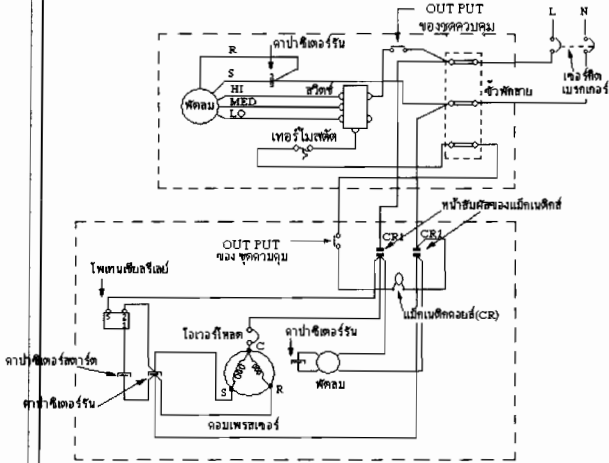 OUT PUT
ของชุดควบคุม
L N
R
คาปาซิเตอร์รัน
S
HI
MED
LO
พัดลม
สวิตช์
เทอร์โมสตัต
ขั้วพักสาย
เซอร์กิต
เบรกเกอร์
หน้าสัมผัสของแม็กเนติกส์
CR1
CR1
OUT PUT
ของ ชุดควบคุม
แม็กเนติกคอยล์(CR)
โพเทนเชียลรีเลย์
โอเวอร์โหลด
คาปาซิเตอร์รัน
C
คาปาซิเตอร์สตาร์ต
S
R
พัดลม
คาปาซิเตอร์รัน
คอมเพรสเซอร์